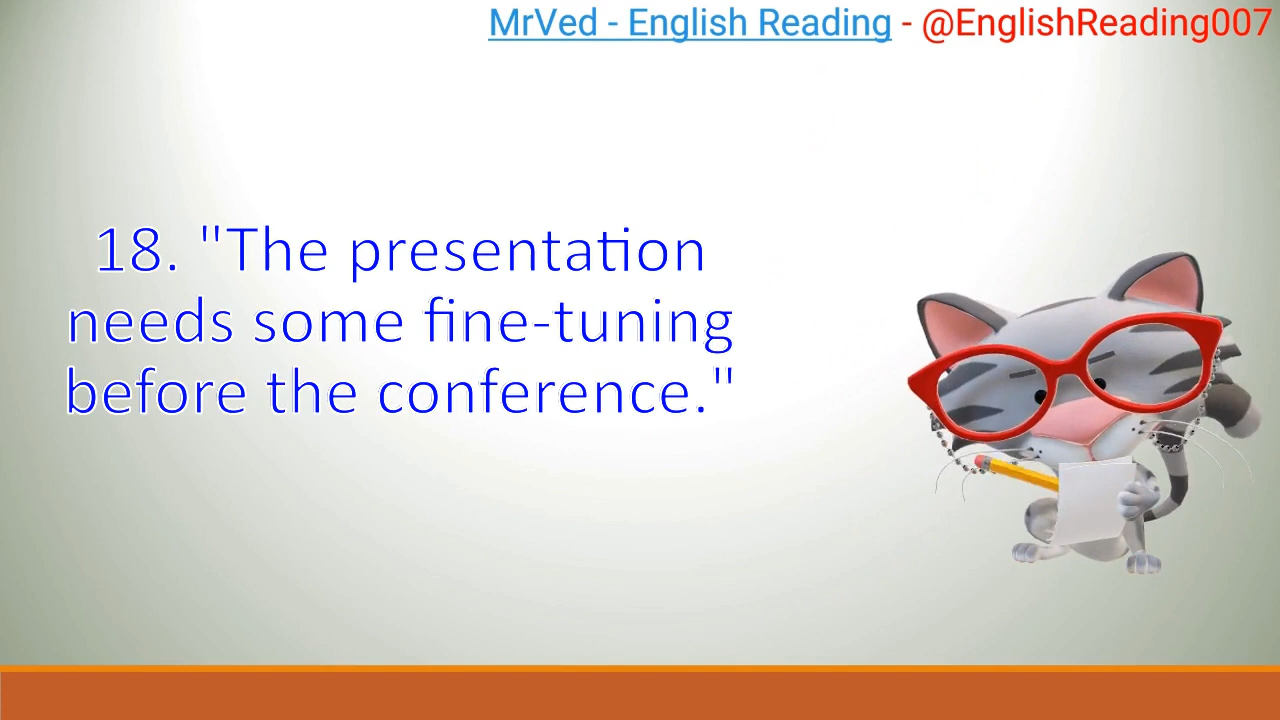 MrVed - English Reading - @EnglishReading007
18. "The presentation
needs some fine-tuning
before the conference."